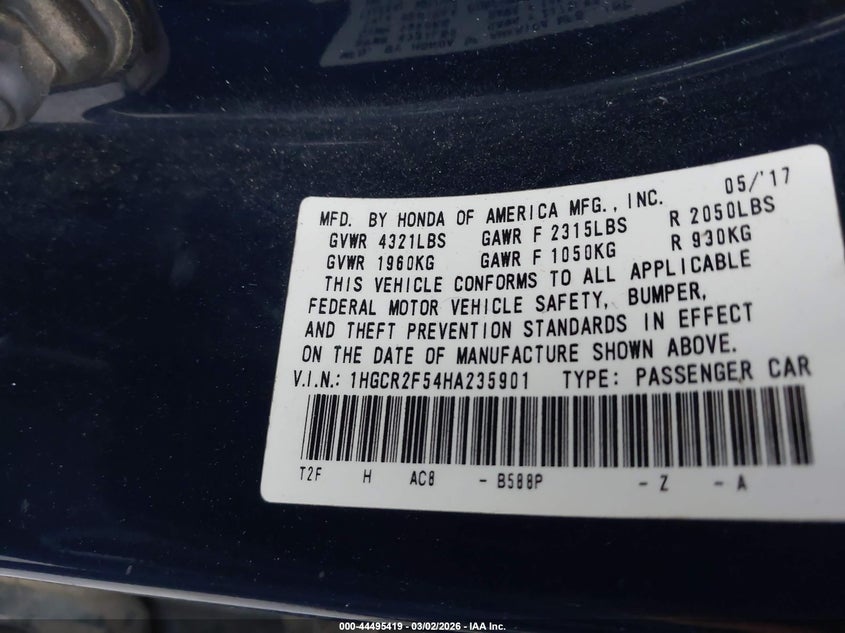 05/'17
MFD. BY HONDA OF AMERICA MFG., INC.
GVWR 4321LBS GAWR F 2315LBS R 2050LBS
GVWR 1960KG GAWR F 1050KG R 930KG
THIS VEHICLE CONFORMS TO ALL APPLICABLE
FEDERAL MOTOR VEHICLE SAFETY, BUMPER,
AND THEFT PREVENTION STANDARDS IN EFFECT
ON THE DATE OF MANUFACTURE SHOWN ABOVE.
V.I.N.: 1HGCR2F54HA235901 TYPE: PASSENGER CAR
T2F H AC8 - B588P - Z - A
000-44495419 - 03/02/2026 - IAA Inc.